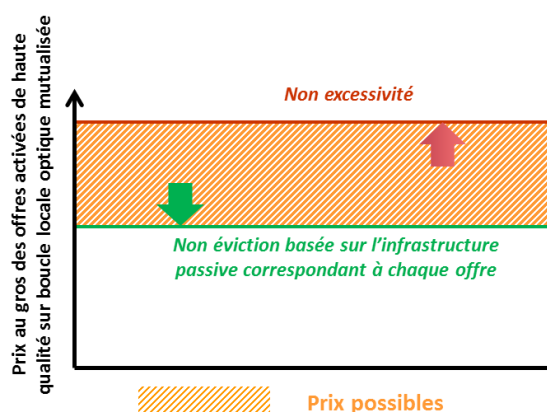 Prix au gros des offres activées de haute
qualité sur boucle locale optique mutualisée
Non excessivité
Non éviction basée sur l'infrastructure
passive correspondant à chaque offre
Prix possibles